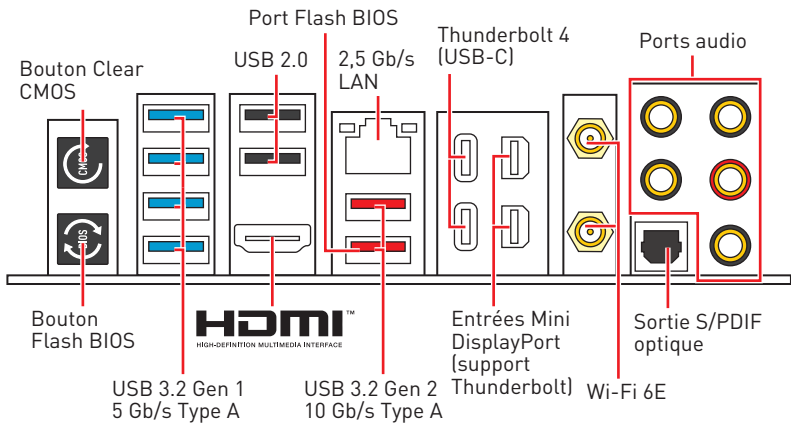 Port Flash BIOS
Bouton Clear
CMOS
USB 2.0
2,5 Gb/s
LAN
Thunderbolt 4
(USB-C)
Ports audio
CMOS
BIOS
Bouton
Flash BIOS
HDMI™
HIGH-DEFINITION MULTIMEDIA INTERFACE
USB 3.2 Gen 1
5 Gb/s Type A
USB 3.2 Gen 2
10 Gb/s Type A
Entrées Mini
DisplayPort
(support
Thunderbolt)
Wi-Fi 6E
Sortie S/PDIF
optique